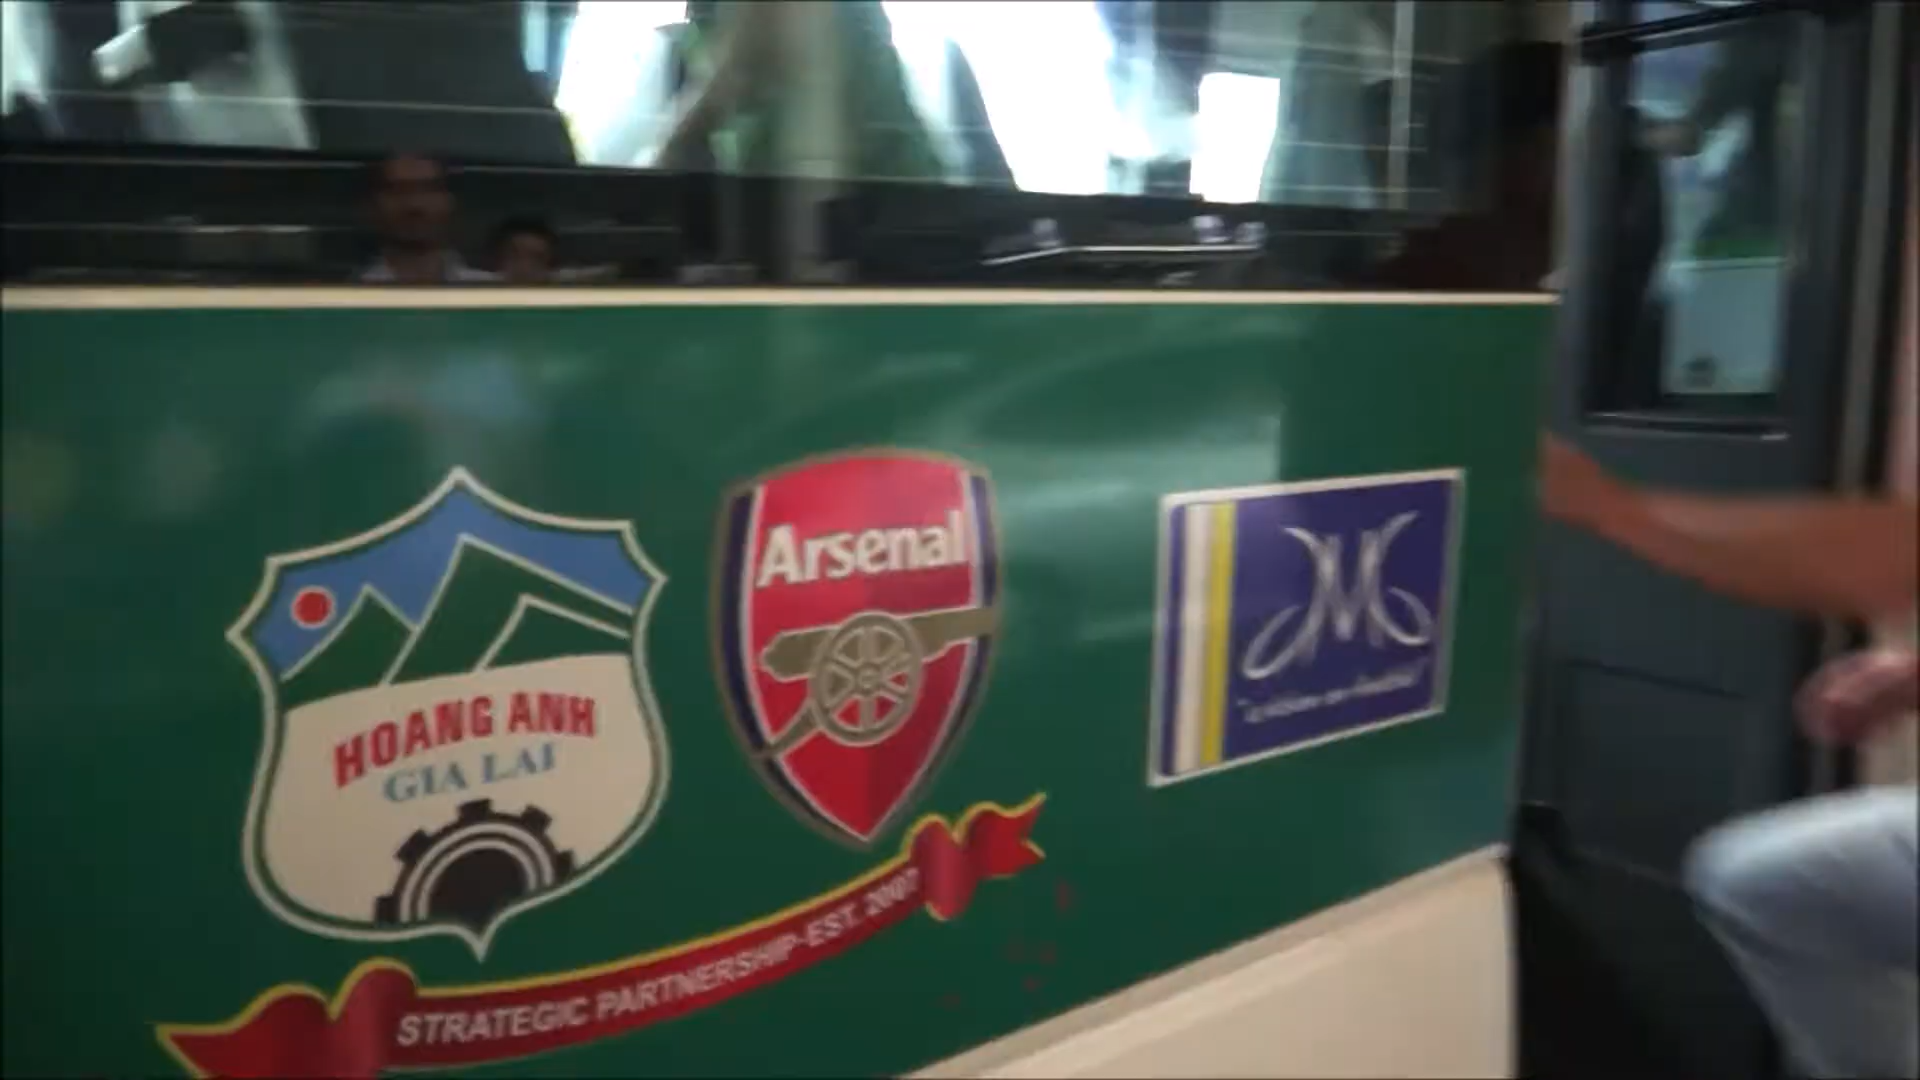 HOANG ANH
GIA LAI
Arsenal
M
STRATEGIC PARTNERSHIP-EST. 2007